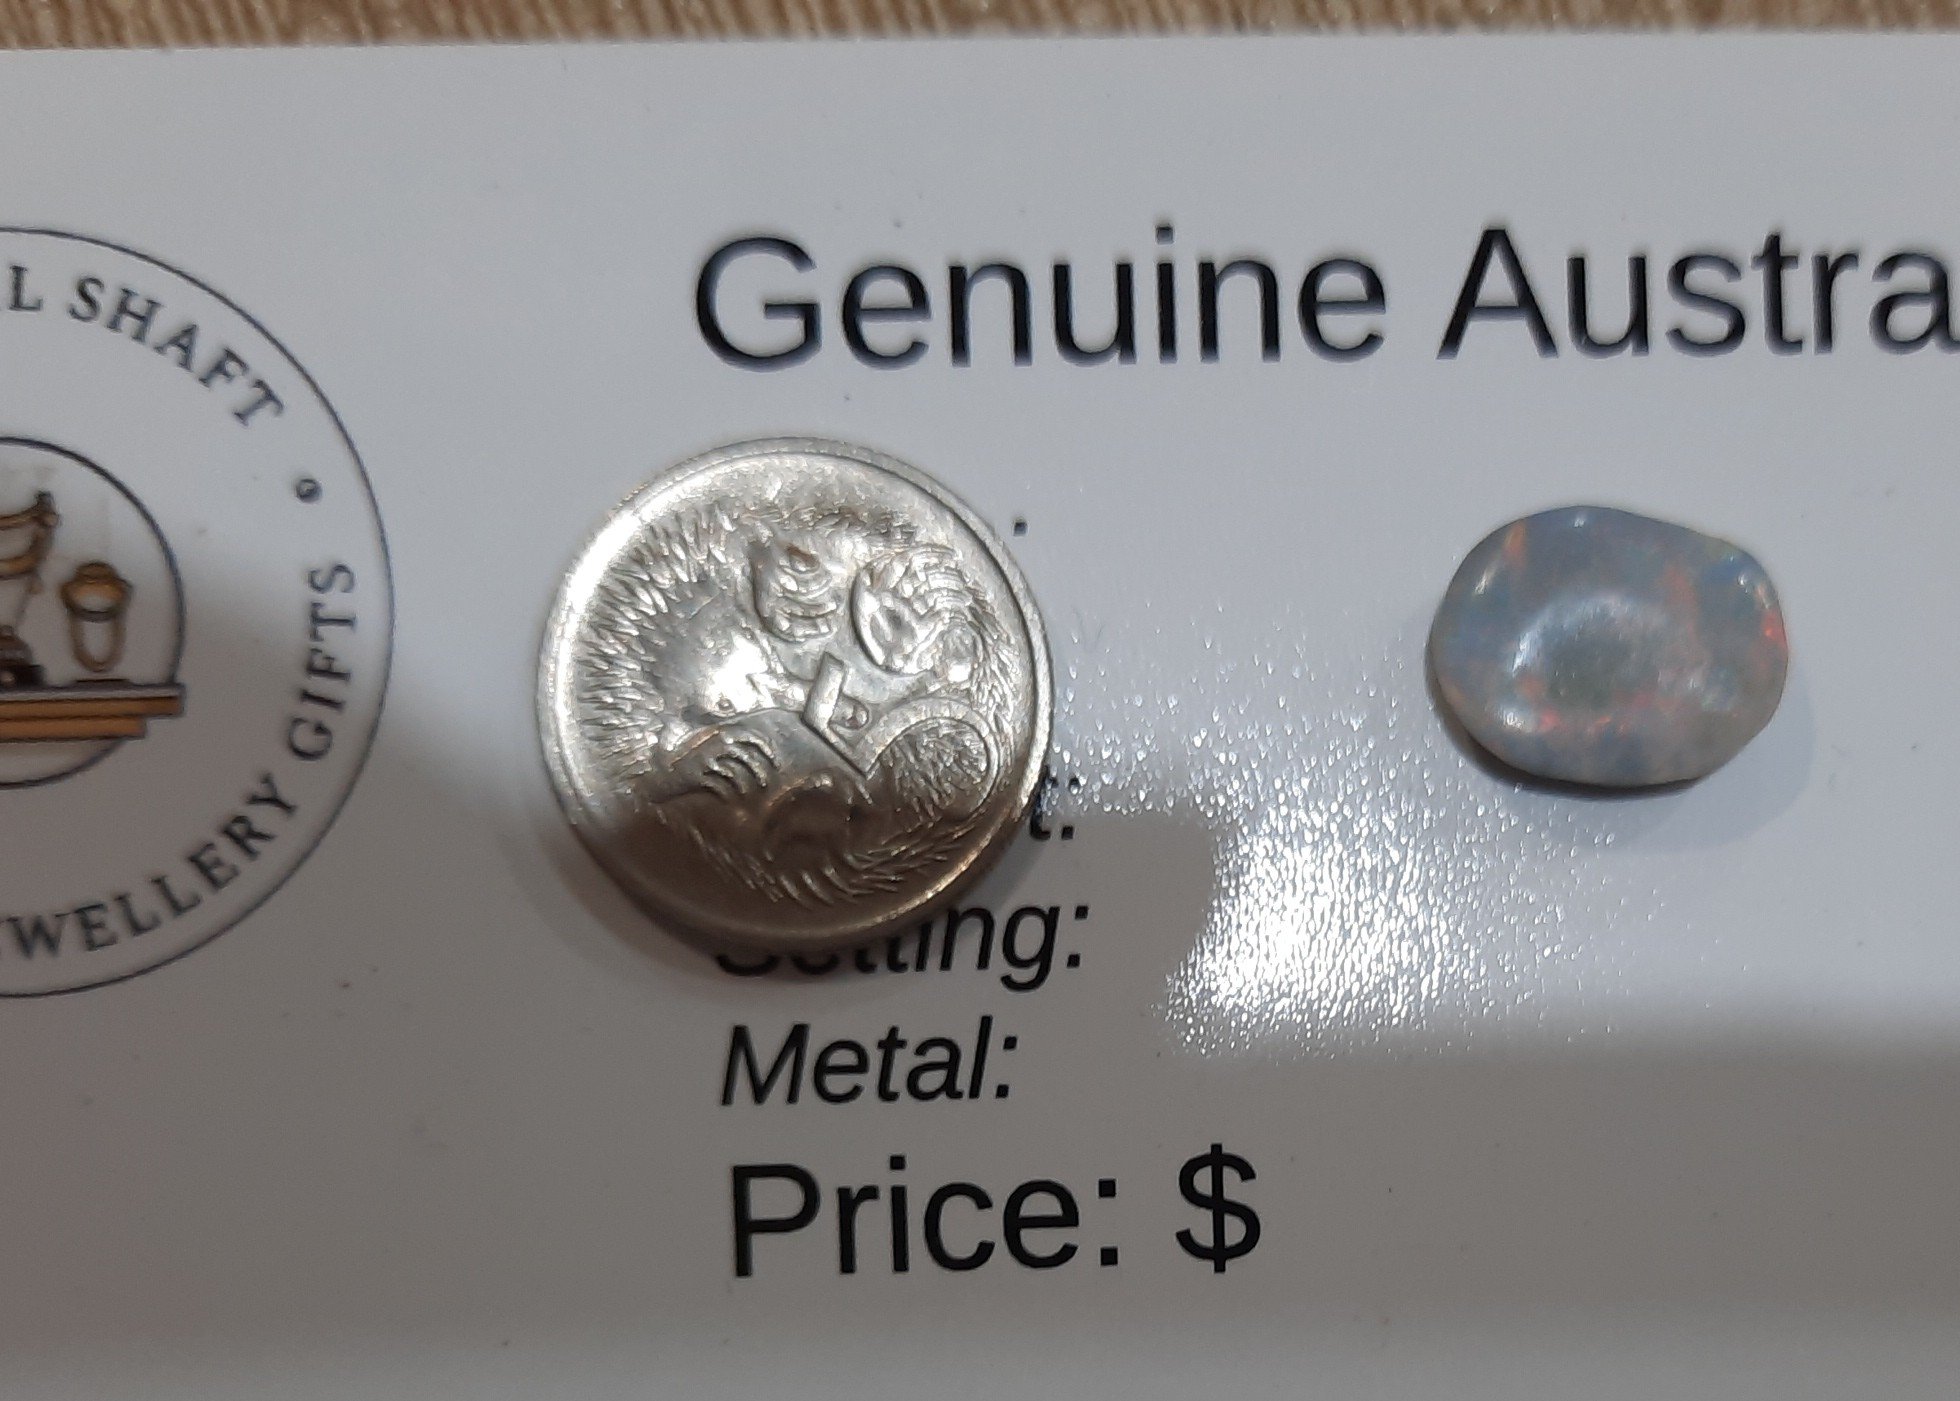 L SHAFT
WELLERY GIFTS
Genuine Austra
:
t:
Setting:
Metal:
Price: $